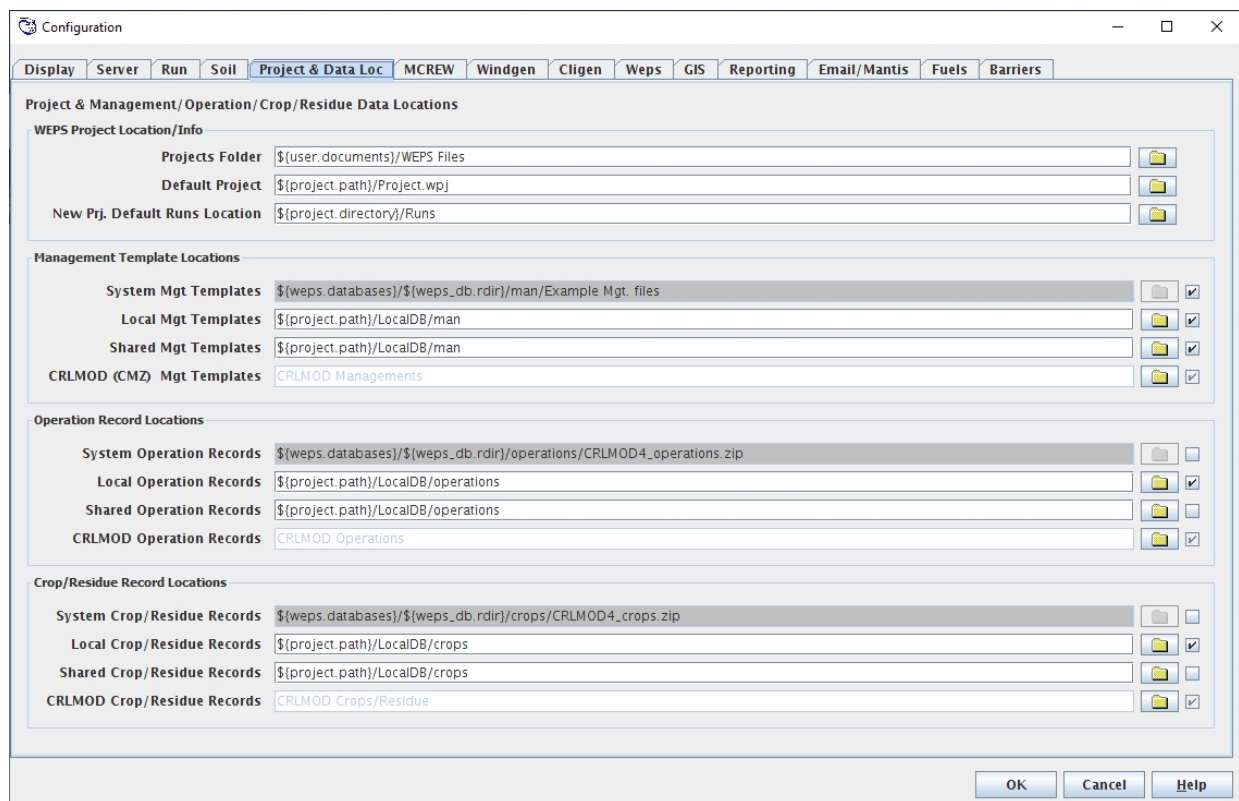 Configuration
Display Server Run Soil Project & Data Loc MCREW Windgen Cligen Weps GIS Reporting Email/Mantis Fuels Barriers
Project & Management/Operation/Crop/Residue Data Locations
WEPS Project Location/Info
Projects Folder ${user.documents}/WEPS Files
Default Project ${project.path}/Project.wpj
New Prj. Default Runs Location ${project.directory}/Runs
Management Template Locations
System Mgt Templates ${weps.databases}/${weps_db.rdir}/man/Example Mgt. files
Local Mgt Templates ${project.path}/LocalDB/man
Shared Mgt Templates ${project.path}/LocalDB/man
CRLMOD (CMZ) Mgt Templates CRLMOD Managements
Operation Record Locations
System Operation Records ${weps.databases}/${weps_db.rdir}/operations/CRLMOD4_operations.zip
Local Operation Records ${project.path}/LocalDB/operations
Shared Operation Records ${project.path}/LocalDB/operations
CRLMOD Operation Records CRLMOD Operations
Crop/Residue Record Locations
System Crop/Residue Records ${weps.databases}/${weps_db.rdir}/crops/CRLMOD4_crops.zip
Local Crop/Residue Records ${project.path}/LocalDB/crops
Shared Crop/Residue Records ${project.path}/LocalDB/crops
CRLMOD Crop/Residue Records CRLMOD Crops/Residue
OK Cancel Help